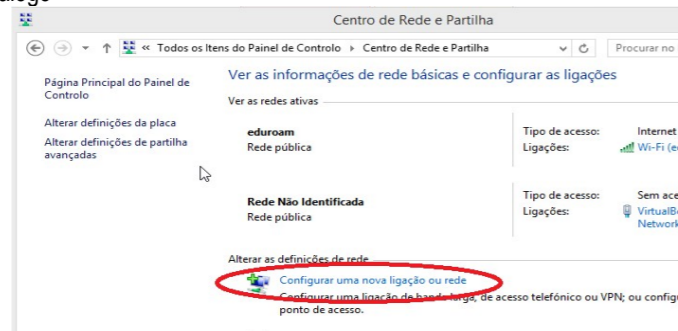 Centro de Rede e Partilha
« Todos os Itens do Painel de Controlo ▸ Centro de Rede e Partilha
Procurar no
Página Principal do Painel de
Controlo
Alterar definições da placa
Alterar definições de partilha
avançadas
Ver as informações de rede básicas e configurar as ligações
Ver as redes ativas
eduroam
Rede pública
Tipo de acesso: Internet
Ligações: Wi-Fi
Rede Não Identificada
Rede pública
Tipo de acesso: Sem
Ligações:
Network
Alterar as definições de rede
Configurar uma nova ligação ou rede
Configurar uma ligação de banda larga, de acesso telefónico ou VPN; ou
ponto de acesso.